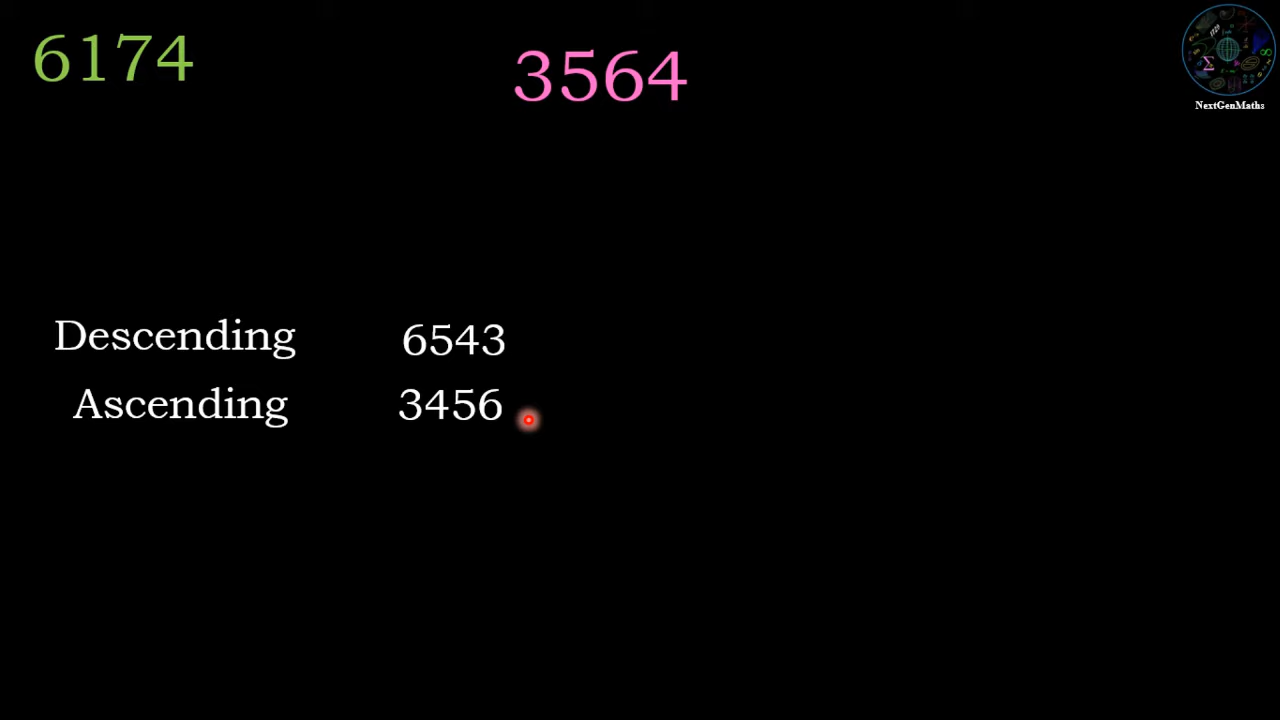 6174
3564
NextGenMaths
Descending 6543
Ascending 3456